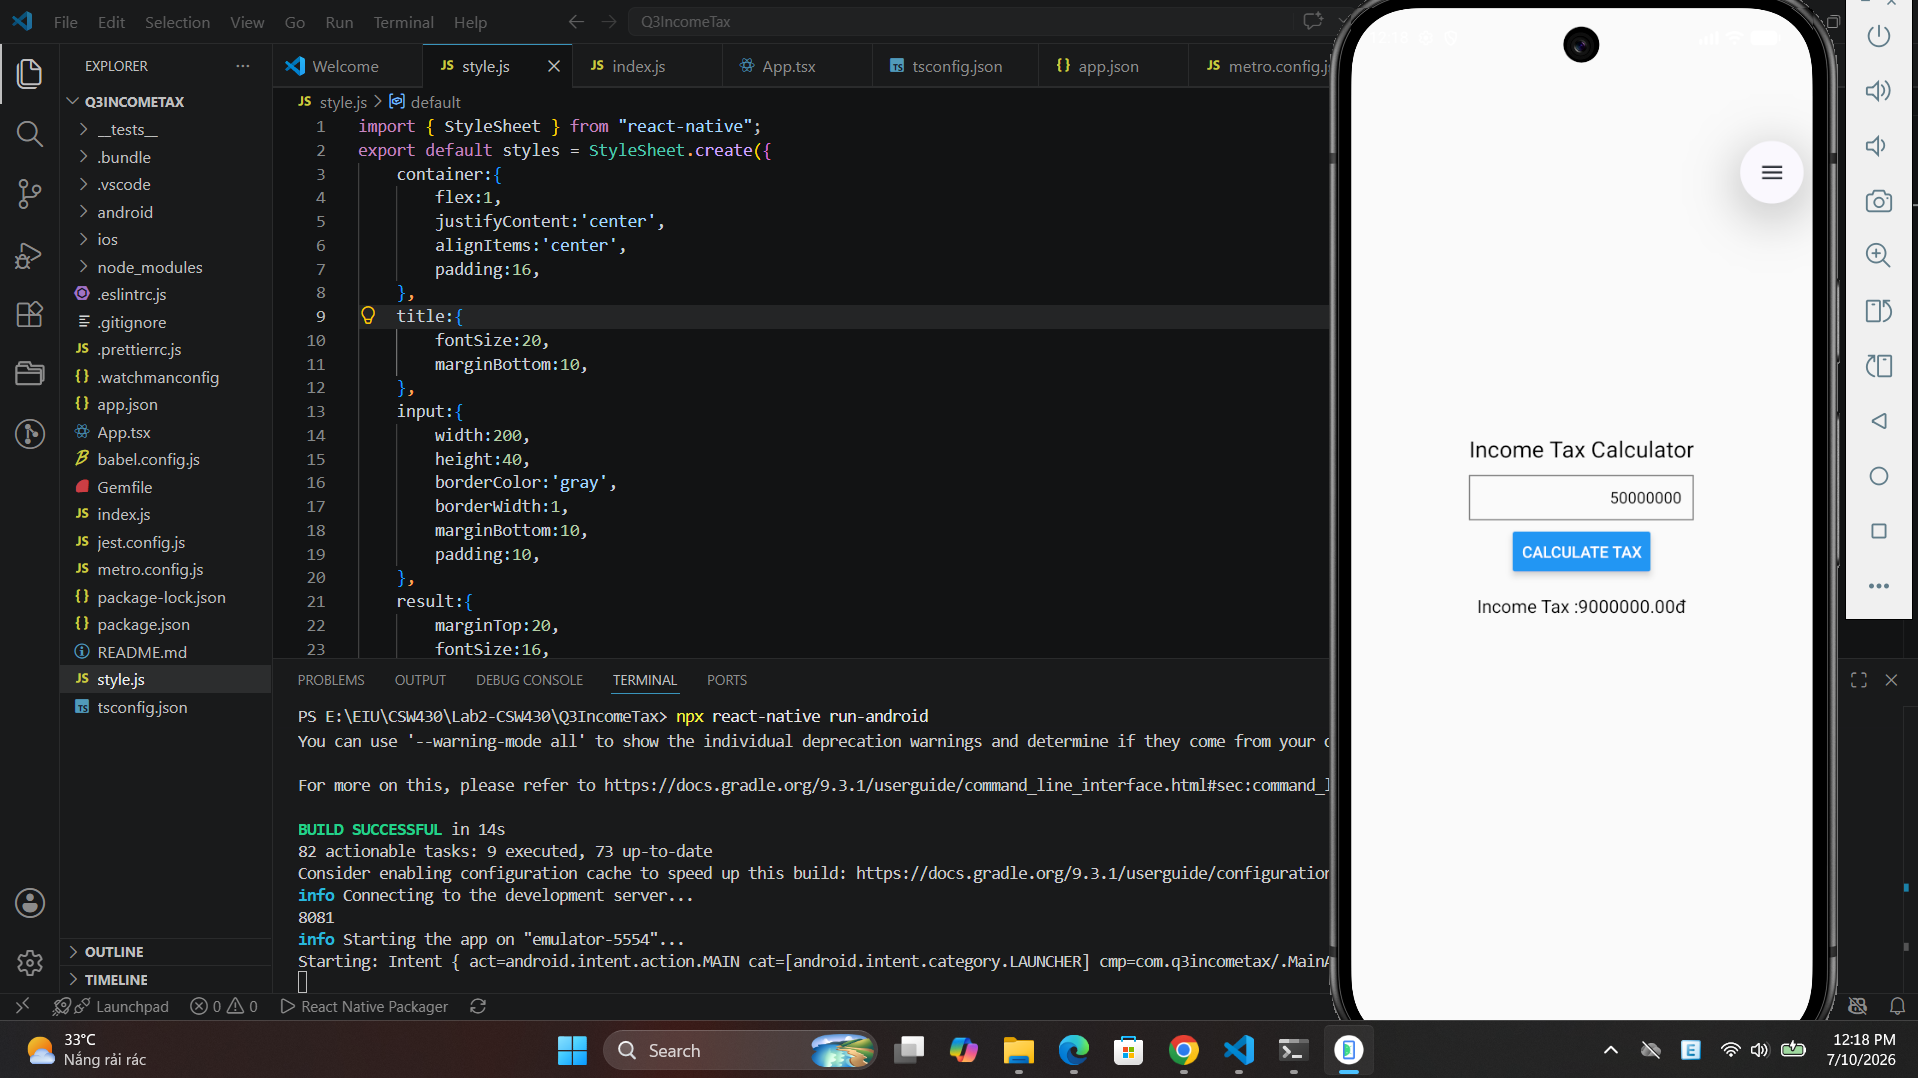 File Edit Selection View Go Run Terminal Help
Q3IncomeTax
EXPLORER
Q3INCOMETAX
__tests__
.bundle
.vscode
android
ios
node_modules
.eslintrc.js
.gitignore
.prettierrc.js
.watchmanconfig
app.json
App.tsx
babel.config.js
Gemfile
index.js
jest.config.js
metro.config.js
package-lock.json
package.json
README.md
style.js
tsconfig.json
OUTLINE
TIMELINE
Welcome style.js index.js App.tsx tsconfig.json app.json metro.config.j
style.js > default
1 import { StyleSheet } from "react-native";
2 export default styles = StyleSheet.create({
3 container:{
4 flex:1,
5 justifyContent:'center',
6 alignItems:'center',
7 padding:16,
8 },
9 title:{
10 fontSize:20,
11 marginBottom:10,
12 },
13 input:{
14 width:200,
15 height:40,
16 borderColor:'gray',
17 borderWidth:1,
18 marginBottom:10,
19 padding:10,
20 },
21 result:{
22 marginTop:20,
23 fontSize:16,
PROBLEMS OUTPUT DEBUG CONSOLE TERMINAL PORTS
PS E:\EIU\CSW430\Lab2-CSW430\Q3IncomeTax> npx react-native run-android
You can use '--warning-mode all' to show the individual deprecation warnings and determine if they come from your
For more on this, please refer to https://docs.gradle.org/9.3.1/userguide/command_line_interface.html#sec:command_
BUILD SUCCESSFUL in 14s
82 actionable tasks: 9 executed, 73 up-to-date
Consider enabling configuration cache to speed up this build: https://docs.gradle.org/9.3.1/userguide/configuration
info Connecting to the development server...
8081
info Starting the app on "emulator-5554"...
Starting: Intent { act=android.intent.action.MAIN cat=[android.intent.category.LAUNCHER] cmp=com.q3incometax/.Main
Income Tax Calculator
50000000
CALCULATE TAX
Income Tax :9000000.00đ
Launchpad 0 0 React Native Packager
33°C
Nắng rải rác
Search
E
12:18 PM
7/10/2026